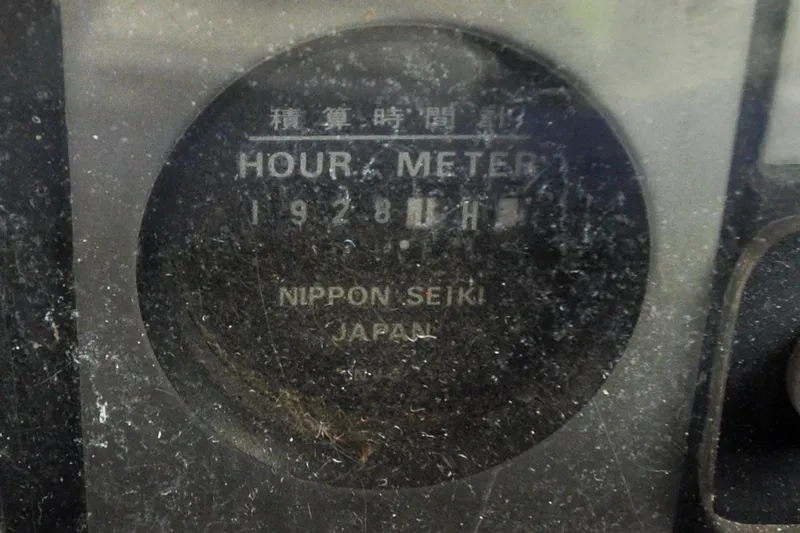 積算時間計
HOUR METER
1928 H
NIPPON SEIKI
JAPAN